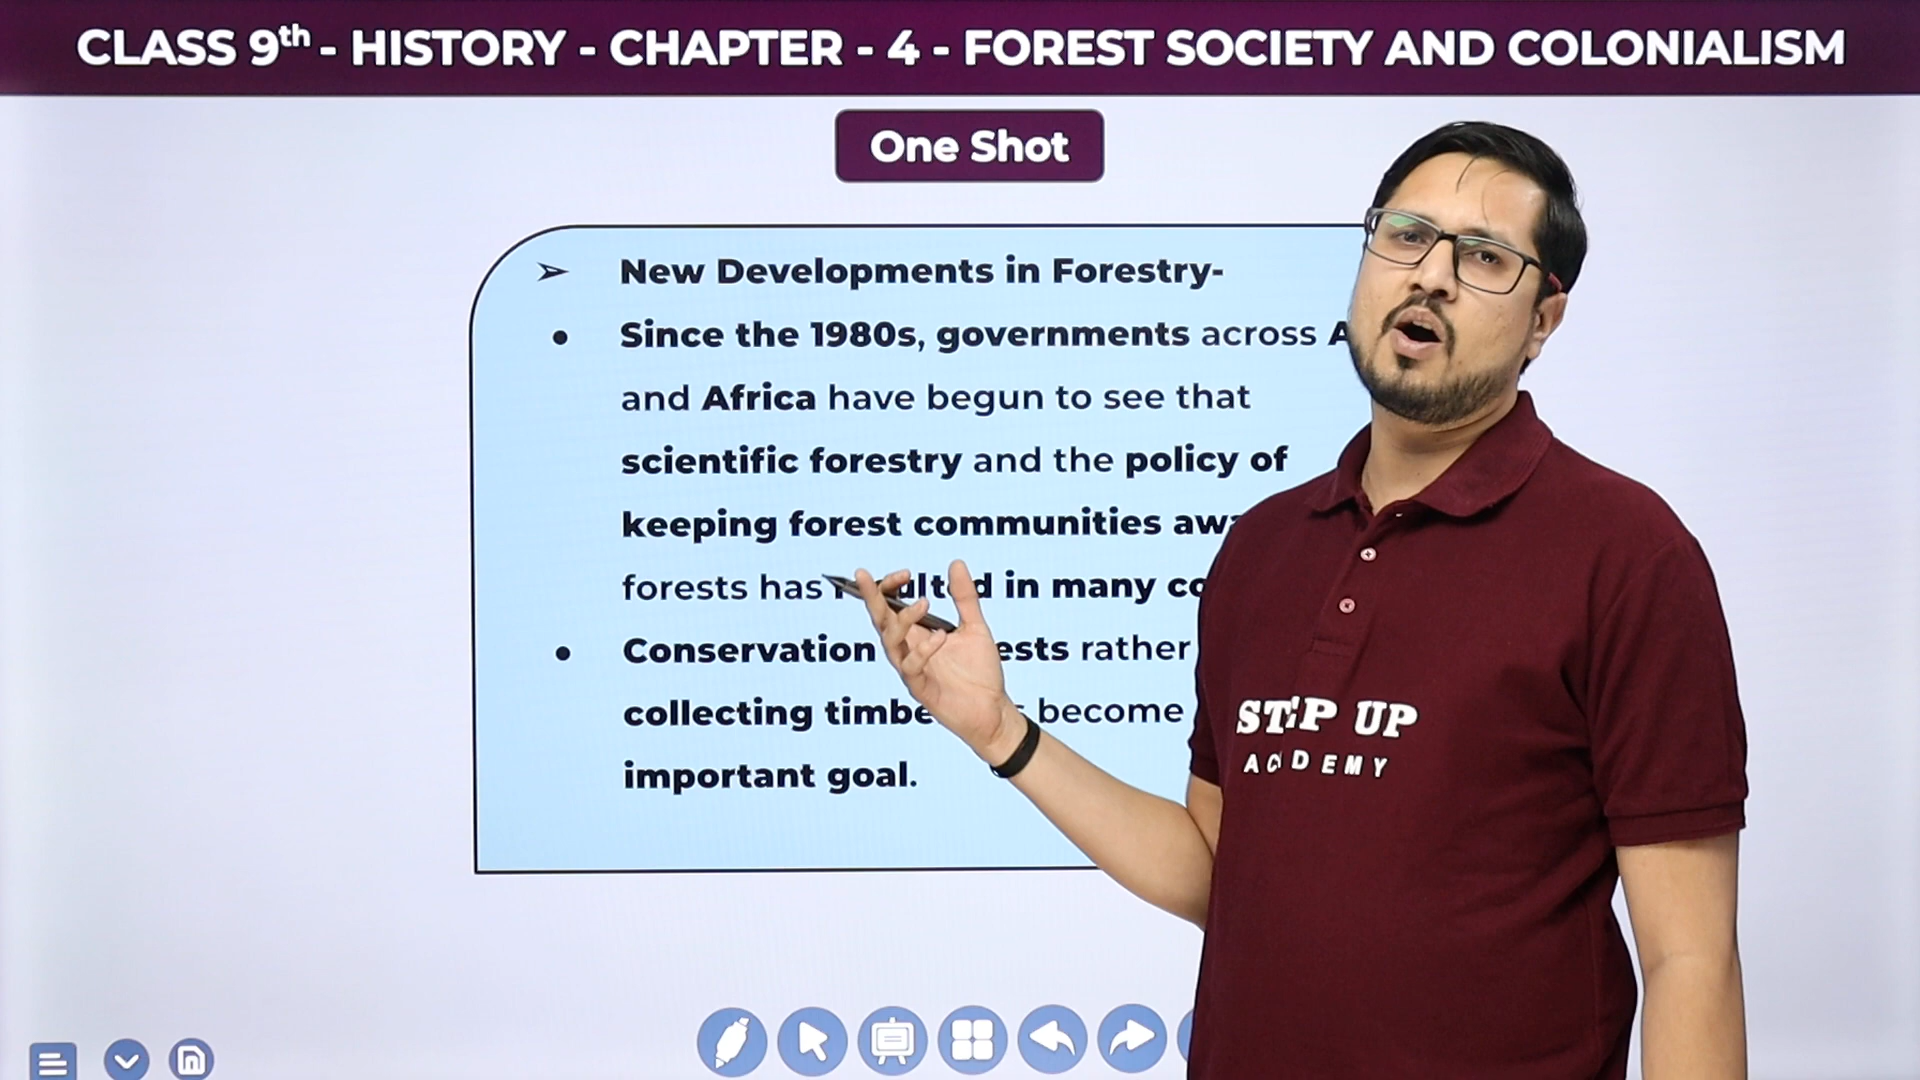 CLASS 9th - HISTORY - CHAPTER - 4 - FOREST SOCIETY AND COLONIALISM
One Shot
➢ New Developments in Forestry-
• Since the 1980s, governments across
and Africa have begun to see that
scientific forestry and the policy of
keeping forest communities
forests has in many
• Conservation rather
collecting become
important goal.
STEP UP
ACADEMY